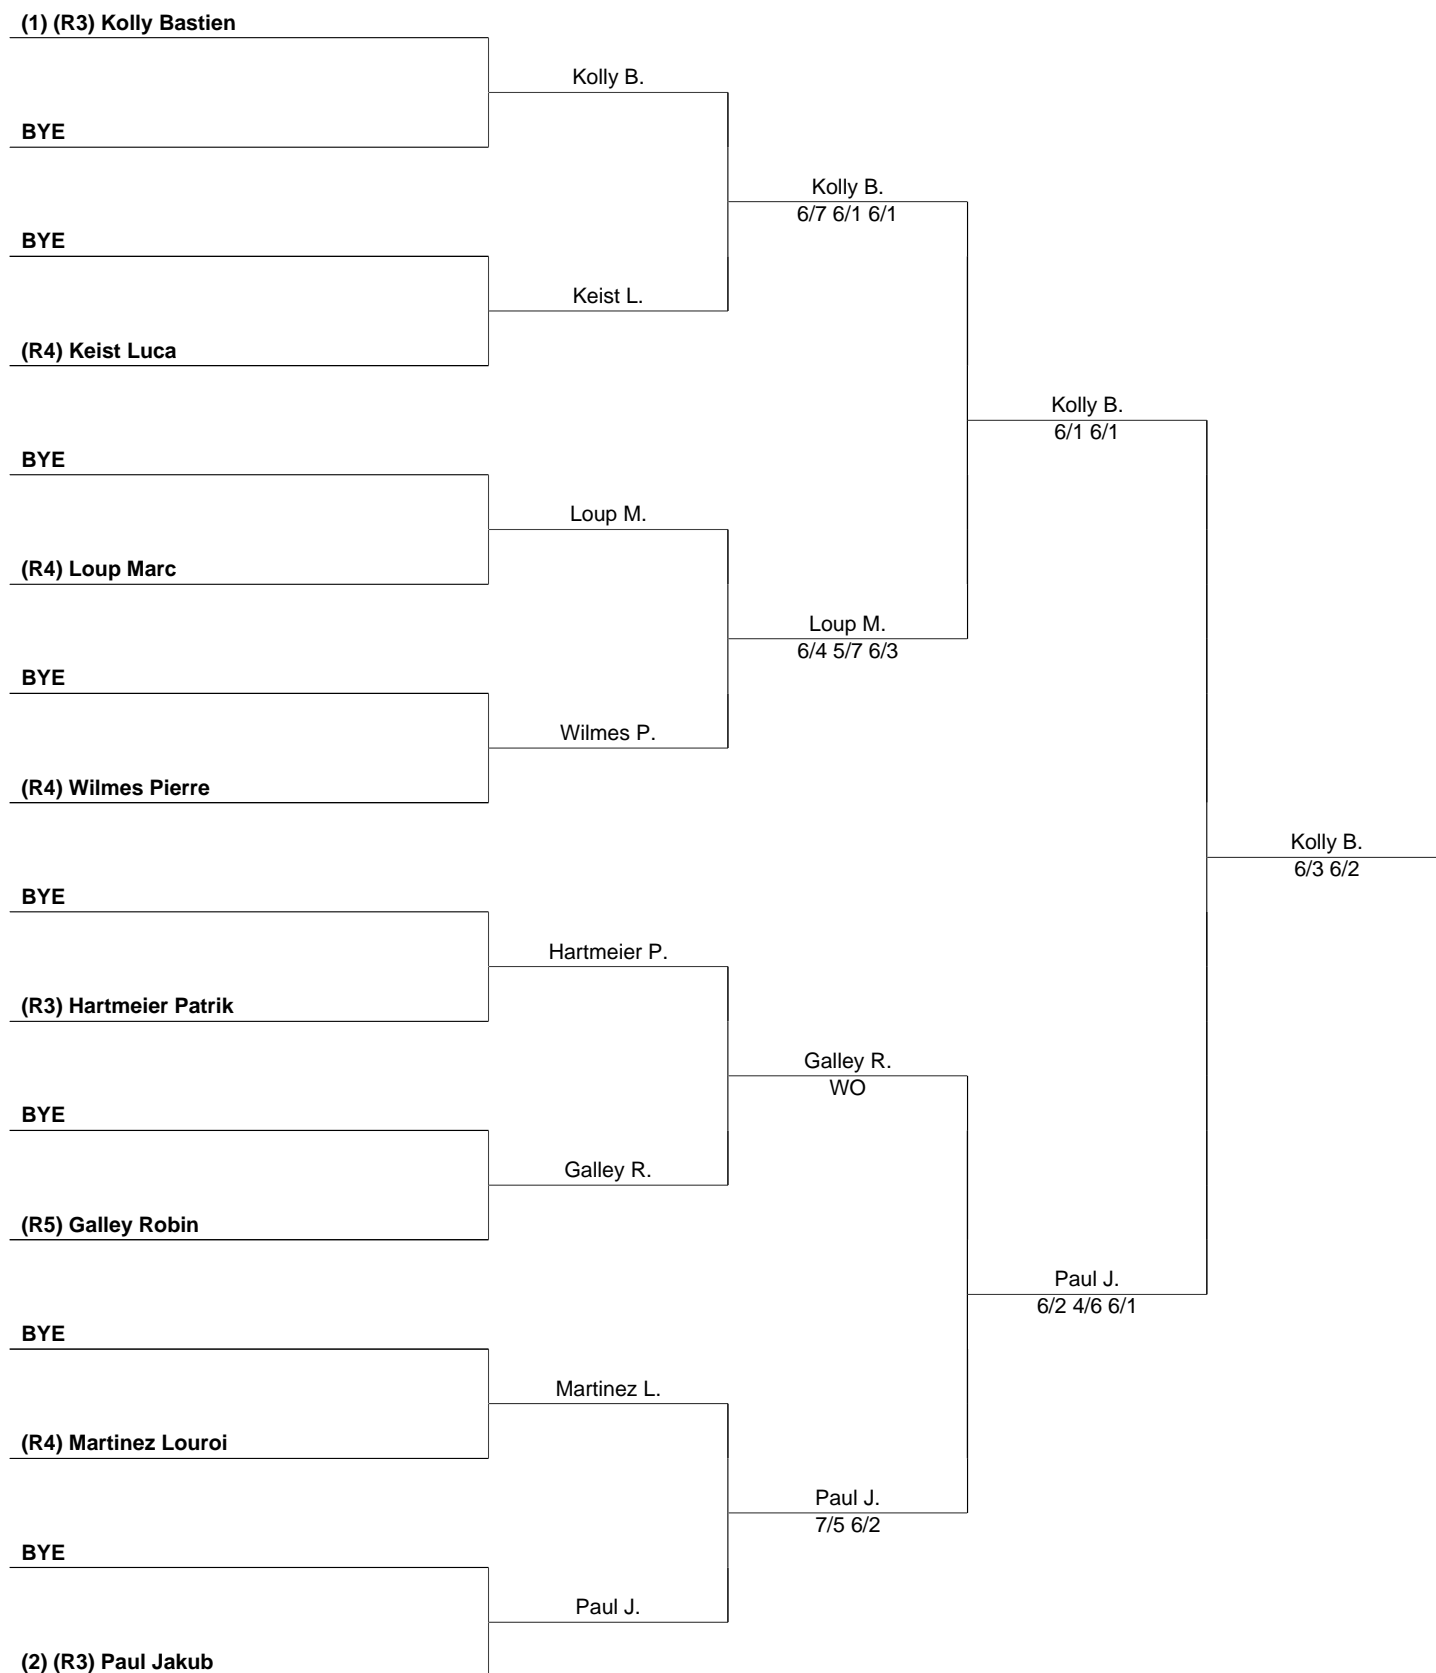 (1) (R3) Kolly Bastien
Kolly B.
BYE
Kolly B.
6/7 6/1 6/1
BYE
Keist L.
(R4) Keist Luca
Kolly B.
6/1 6/1
BYE
Loup M.
(R4) Loup Marc
Loup M.
6/4 5/7 6/3
BYE
Wilmes P.
(R4) Wilmes Pierre
Kolly B.
6/3 6/2
BYE
Hartmeier P.
(R3) Hartmeier Patrik
Galley R.
WO
BYE
Galley R.
(R5) Galley Robin
Paul J.
6/2 4/6 6/1
BYE
Martinez L.
(R4) Martinez Louroi
Paul J.
7/5 6/2
BYE
Paul J.
(2) (R3) Paul Jakub